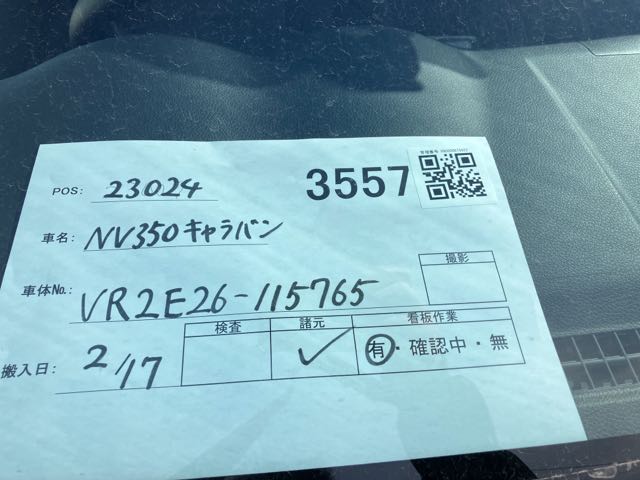 POS: 23024 3557
車名: NV350キャラバン
車体No.: VR2E26-115765
撮影
搬入日: 2/17
検査 諸元 看板作業
✓ 有・確認中・無